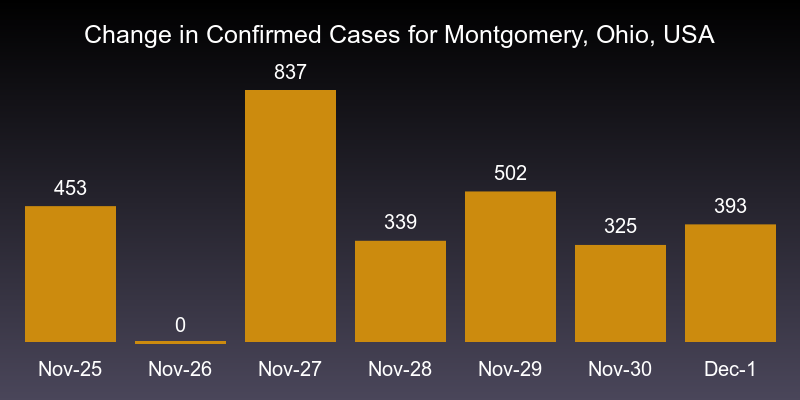 Change in Confirmed Cases for Montgomery, Ohio, USA
453
0
837
339
502
325
393
Nov-25
Nov-26
Nov-27
Nov-28
Nov-29
Nov-30
Dec-1